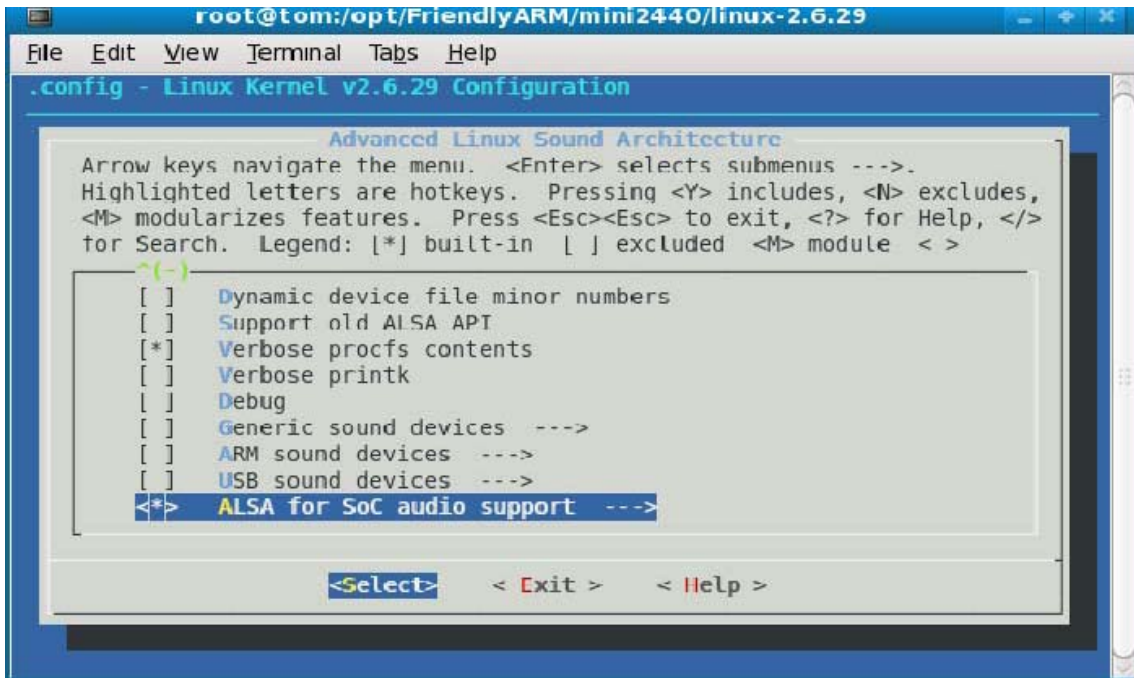 root@tom:/opt/FriendlyARM/mini2440/linux-2.6.29
File Edit View Terminal Tabs Help
.config - Linux Kernel v2.6.29 Configuration
Advanced Linux Sound Architecture
Arrow keys navigate the menu. <Enter> selects submenus --->.
Highlighted letters are hotkeys. Pressing <Y> includes, <N> excludes,
<M> modularizes features. Press <Esc><Esc> to exit, <?> for Help, </>
for Search. Legend: [*] built-in [ ] excluded <M> module < >
^(-)
[ ] Dynamic device file minor numbers
[ ] Support old ALSA API
[*] Verbose procfs contents
[ ] Verbose printk
[ ] Debug
[ ] Generic sound devices --->
[ ] ARM sound devices --->
[ ] USB sound devices --->
<*> ALSA for SoC audio support --->
<Select> < Exit > < Help >